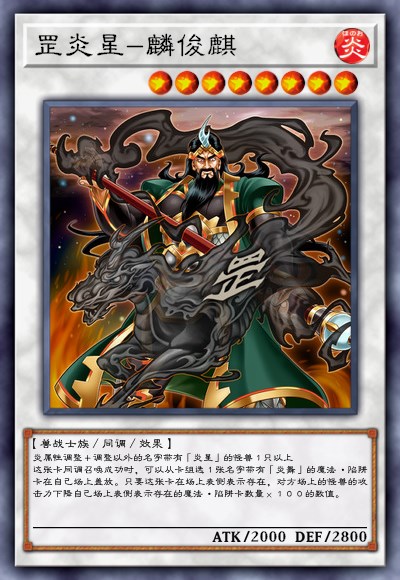 罡炎星-麟俊麒
ほのお
炎
罡
【兽战士族／同调／效果】
炎属性调整＋调整以外的名字带有「炎星」的怪兽1只以上
这张卡同调召唤成功时，可以从卡组选1张名字带有「炎舞」的魔法·陷阱
卡在自己场上盖放。只要这张卡在场上表侧表示存在，对方场上的怪兽的攻
击力下降自己场上表侧表示存在的魔法·陷阱卡数量×100的数值。
ATK/2000 DEF/2800